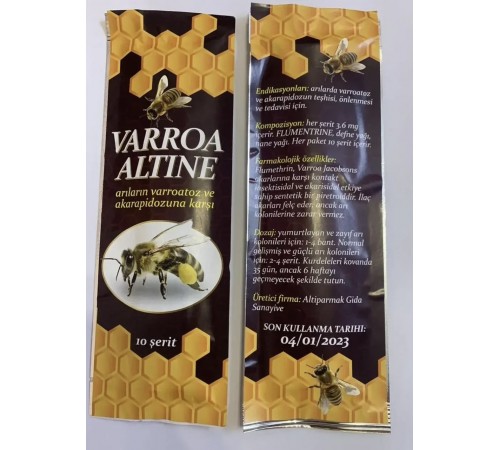 VARROA
ALTINE
arıların varroatoz ve
akarapidozuna karşı
10 şerit
Endikasyonları: arılarda varroatoz
ve akarapidozun teşhisi, önlenmesi
ve tedavisi için.
Kompozisyon: her şerit 3,6 mg
içerir. FLUMENTRINE, defne yağı,
nane yağı. Her paket 10 şerit içerir.
Farmakolojik özellikler:
Flumethrin, Varroa Jacobsons
akarlarına karşı kontakt
insektisidal ve akarisidal etkiye
sahip sentetik bir piretroddur. İlaç
akarları felç eder, ancak arı
kolonilerine zarar vermez.
Dozaj: yumurtlayan ve zayıf arı
kolonileri için: 1-4 bant. Normal
gelişmiş ve güçlü arı kolonileri
için: 2-4 şerit. Kurdeleleri kovanda
35 gün, ancak 6 haftayı
geçmeyecek şekilde tutun.
Üretici firma: Altiparmak Gida
Sanayive
SON KULLANMA TARIHI:
04/01/2023